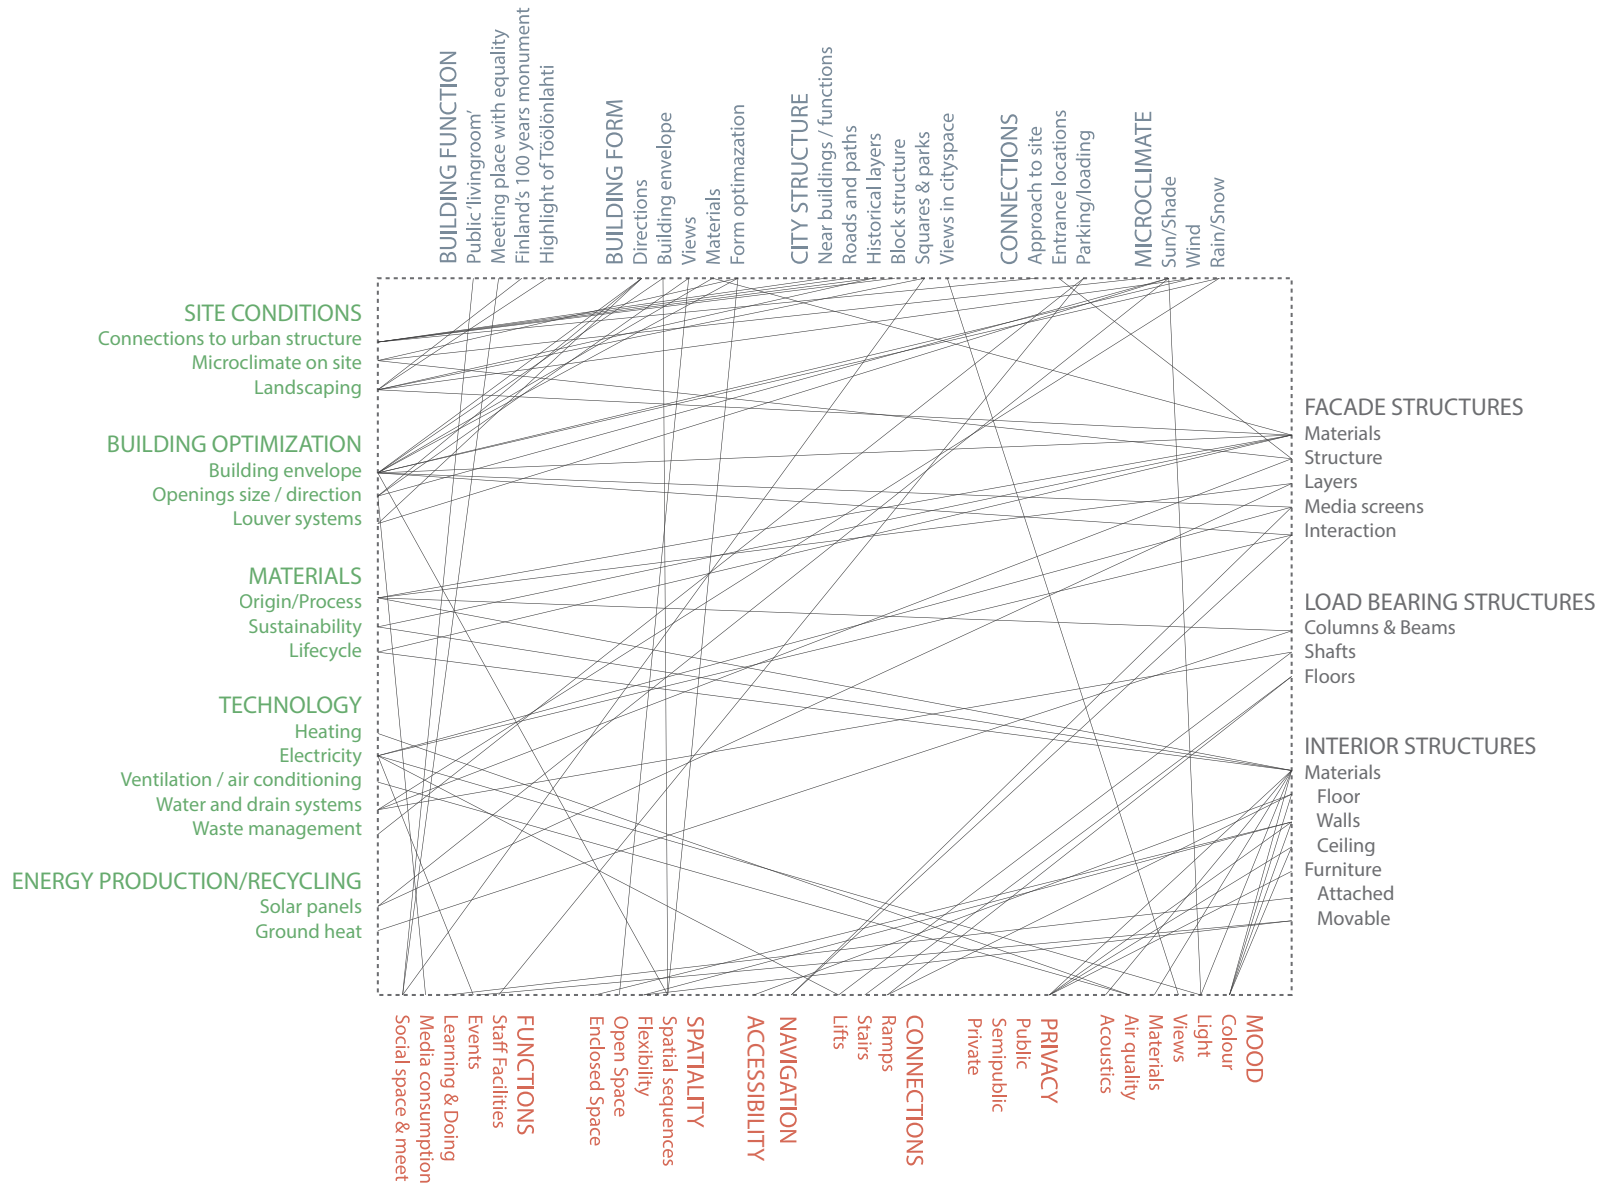 BUILDING FUNCTION
Public ‘livingroom’
Meeting place with equality
Finland's 100 years monument
Highlight of Töölönlahti
BUILDING FORM
Directions
Building envelope
Views
Materials
Form optimazation
CITY STRUCTURE
Near buildings / functions
Roads and paths
Historical layers
Block structure
Squares & parks
Views in cityspace
CONNECTIONS
Approach to site
Entrance locations
Parking/loading
MICROCLIMATE
Sun/Shade
Wind
Rain/Snow
SITE CONDITIONS
Connections to urban structure
Microclimate on site
Landscaping
BUILDING OPTIMIZATION
Building envelope
Openings size / direction
Louver systems
MATERIALS
Origin/Process
Sustainability
Lifecycle
TECHNOLOGY
Heating
Electricity
Ventilation / air conditioning
Water and drain systems
Waste management
ENERGY PRODUCTION/RECYCLING
Solar panels
Ground heat
FACADE STRUCTURES
Materials
Structure
Layers
Media screens
Interaction
LOAD BEARING STRUCTURES
Columns & Beams
Shafts
Floors
INTERIOR STRUCTURES
Materials
Floor
Walls
Ceiling
Furniture
Attached
Movable
FUNCTIONS
Staff Facilities
Events
Learning & Doing
Media consumption
Social space & meet
SPATIALITY
Spatial sequences
Flexibility
Open Space
Enclosed Space
NAVIGATION
ACCESSIBILITY
CONNECTIONS
Ramps
Stairs
Lifts
PRIVACY
Public
Semipublic
Private
MOOD
Colour
Light
Views
Materials
Air quality
Acoustics